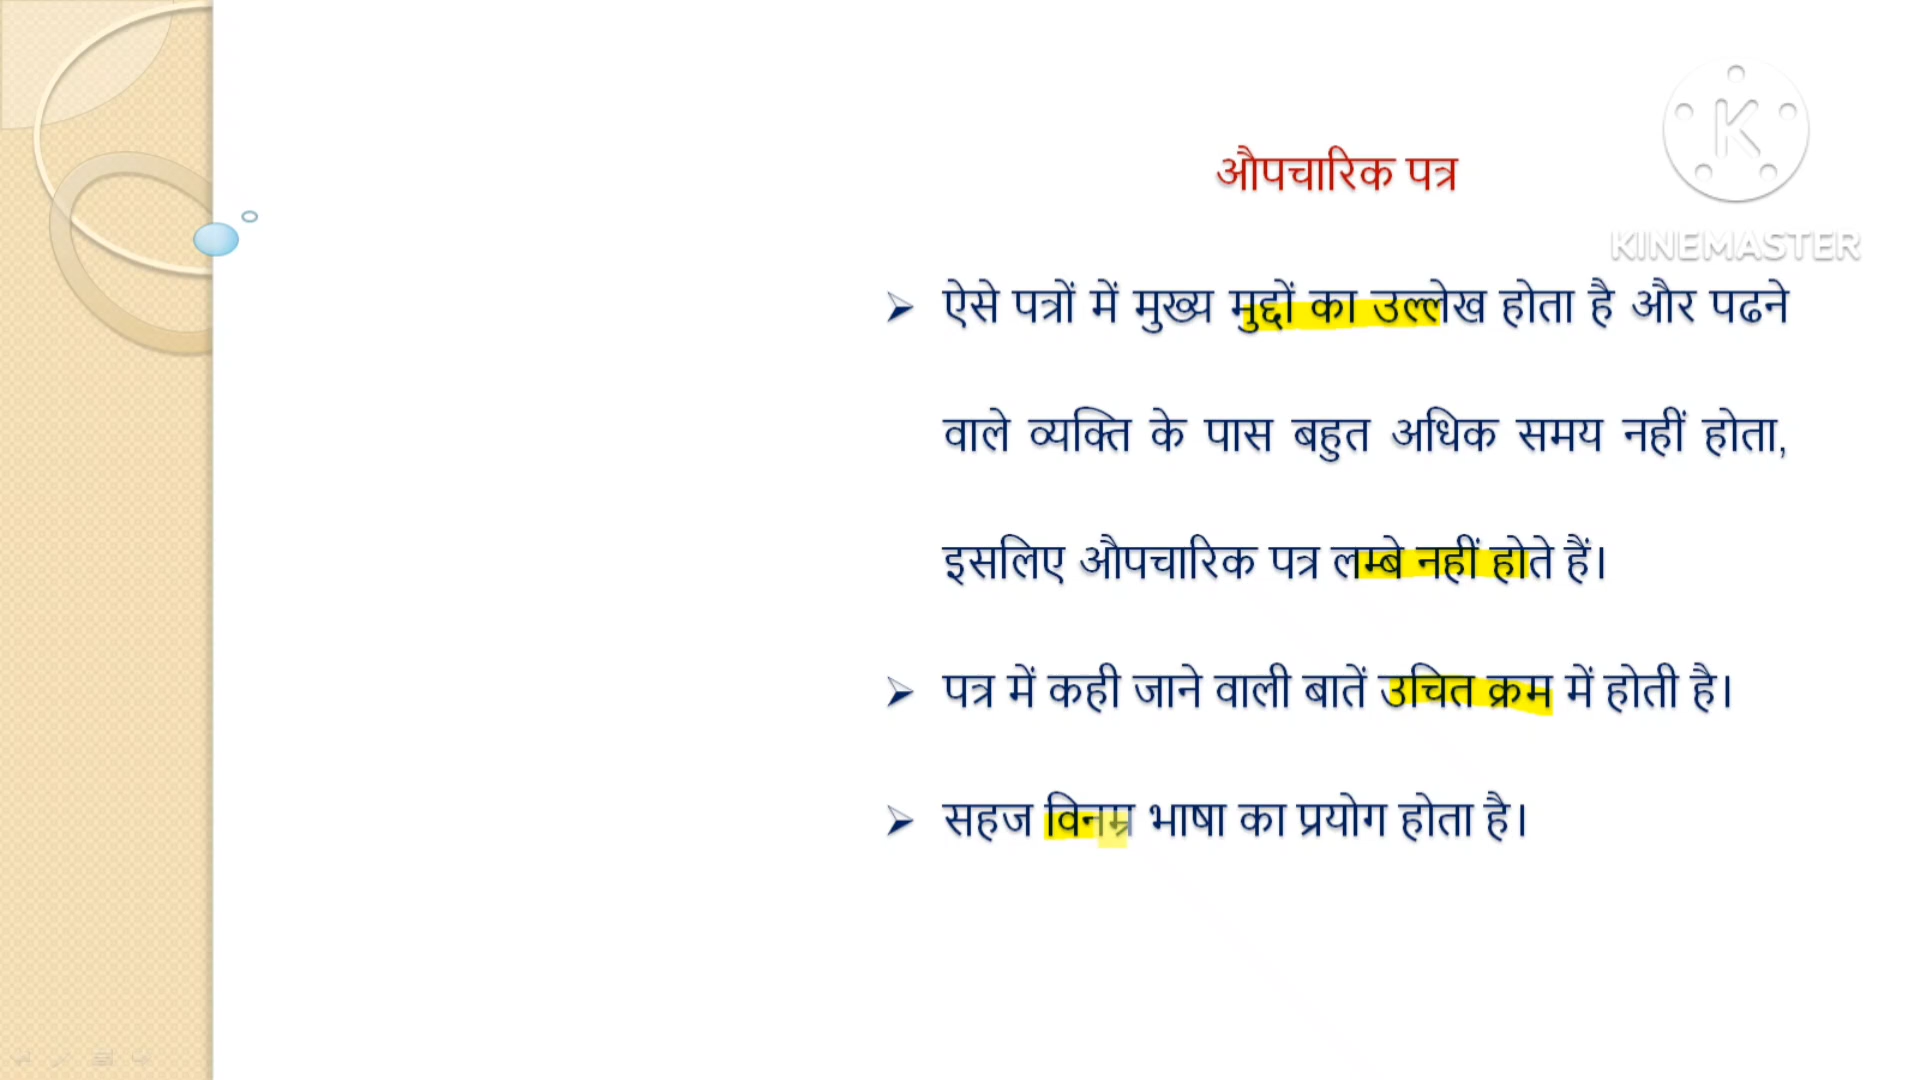 औपचारिक पत्र
K
KINEMASTER
➢ ऐसे पत्रों में मुख्य मुद्दों का उल्लेख होता है और पढने
वाले व्यक्ति के पास बहुत अधिक समय नहीं होता,
इसलिए औपचारिक पत्र लम्बे नहीं होते हैं।
➢ पत्र में कही जाने वाली बातें उचित क्रम में होती है।
➢ सहज विनम्र भाषा का प्रयोग होता है।